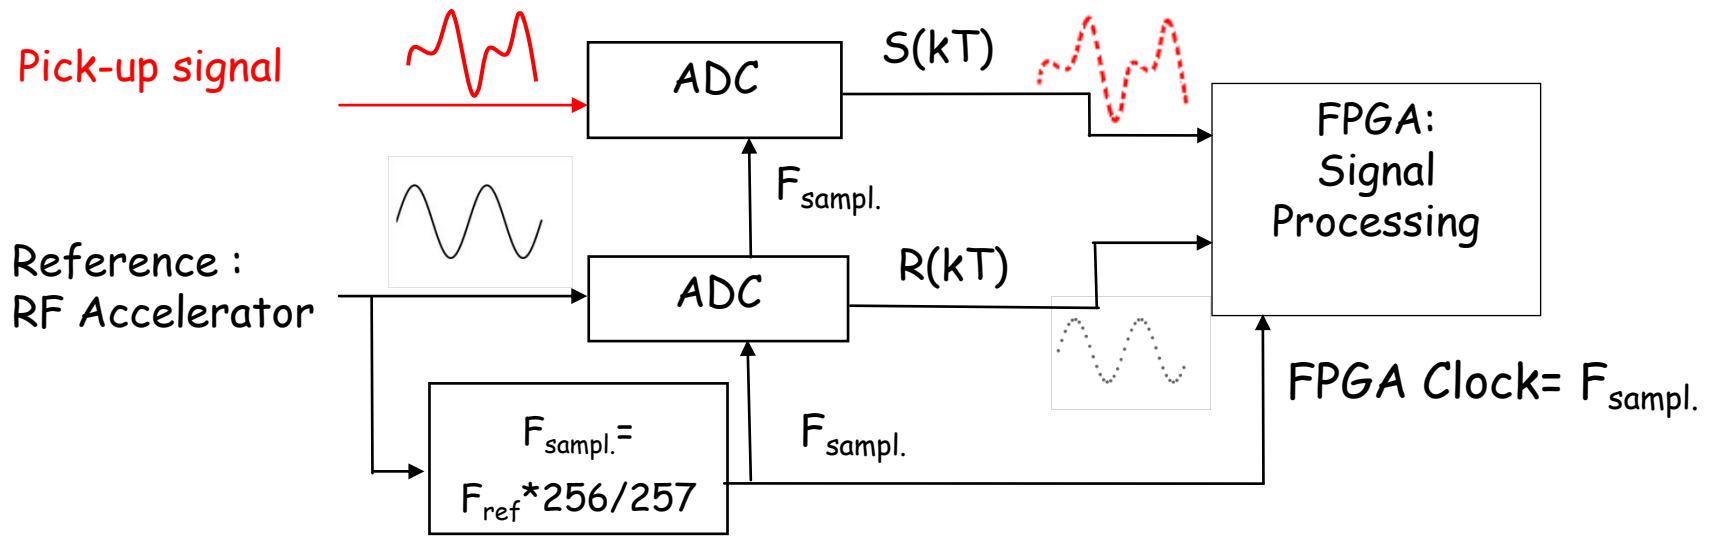 Pick-up signal
ADC
S(kT)
FPGA:
Signal
Processing
Fsampl.
Reference :
RF Accelerator
ADC
R(kT)
FPGA Clock= Fsampl.
Fsampl.=
Fref*256/257
Fsampl.